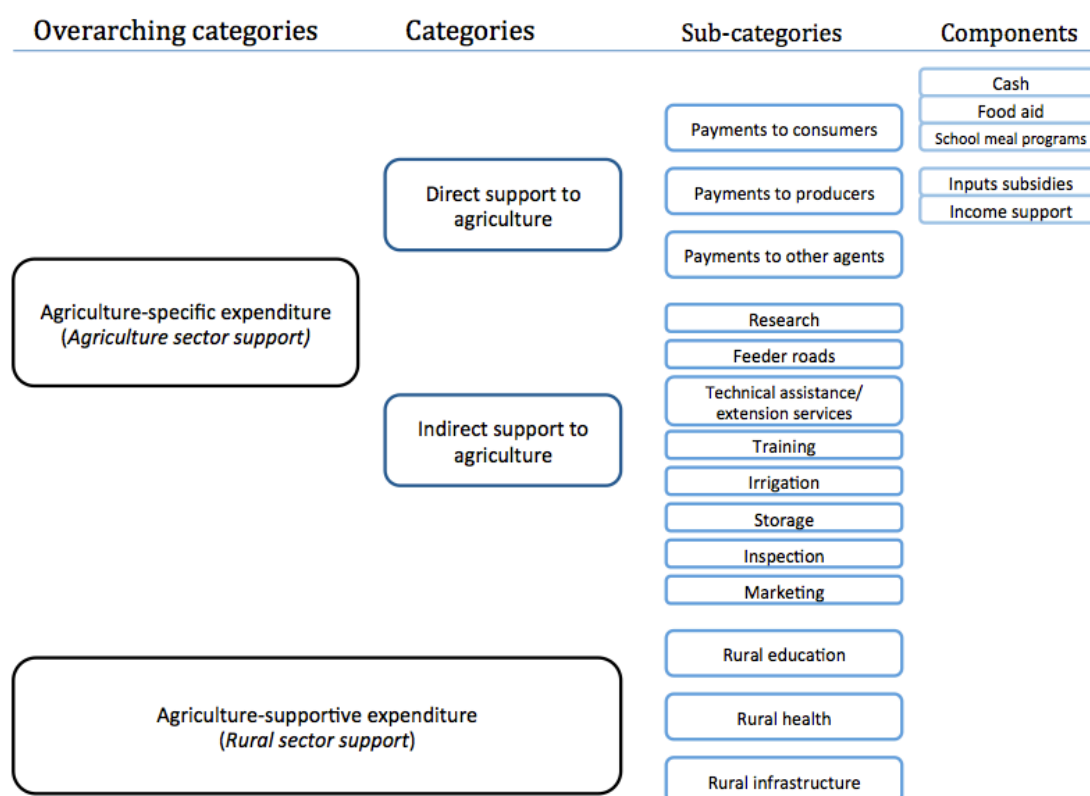 Overarching categories
Categories
Sub-categories
Components
Cash
Food aid
School meal programs
Payments to consumers
Direct support to
agriculture
Payments to producers
Inputs subsidies
Income support
Payments to other agents
Agriculture-specific expenditure
(Agriculture sector support)
Research
Feeder roads
Technical assistance/
extension services
Indirect support to
agriculture
Training
Irrigation
Storage
Inspection
Marketing
Agriculture-supportive expenditure
(Rural sector support)
Rural education
Rural health
Rural infrastructure